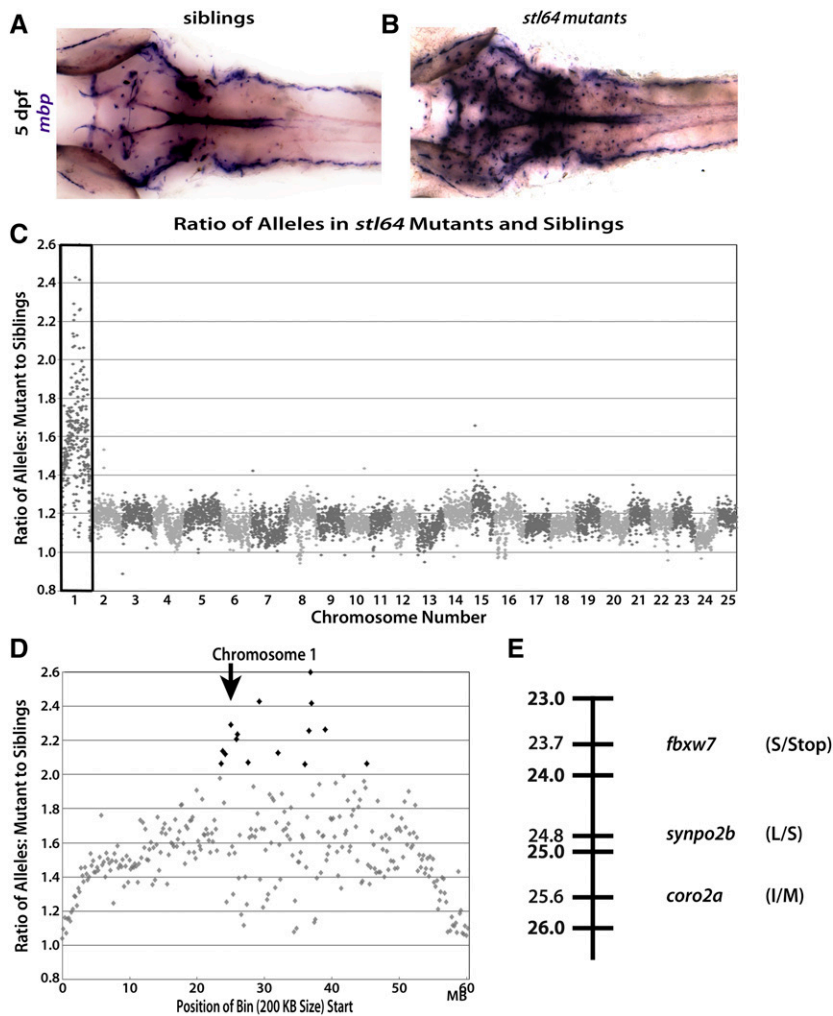 A
siblings
B
stl64 mutants
5 dpf
mbp
C
Ratio of Alleles in stl64 Mutants and Siblings
Ratio of Alleles: Mutant to Siblings
2.6
2.4
2.2
2.0
1.8
1.6
1.4
1.2
1.0
0.8
1 2 3 4 5 6 7 8 9 10 11 12 13 14 15 16 17 18 19 20 21 22 23 24 25
Chromosome Number
D
Chromosome 1
Ratio of Alleles: Mutant to Siblings
2.6
2.4
2.2
2.0
1.8
1.6
1.4
1.2
1.0
0.8
0 10 20 30 40 50 60
MB
Position of Bin (200 KB Size) Start
E
23.0
23.7 fbxw7 (S/Stop)
24.0
24.8 synpo2b (L/S)
25.0
25.6 coro2a (I/M)
26.0